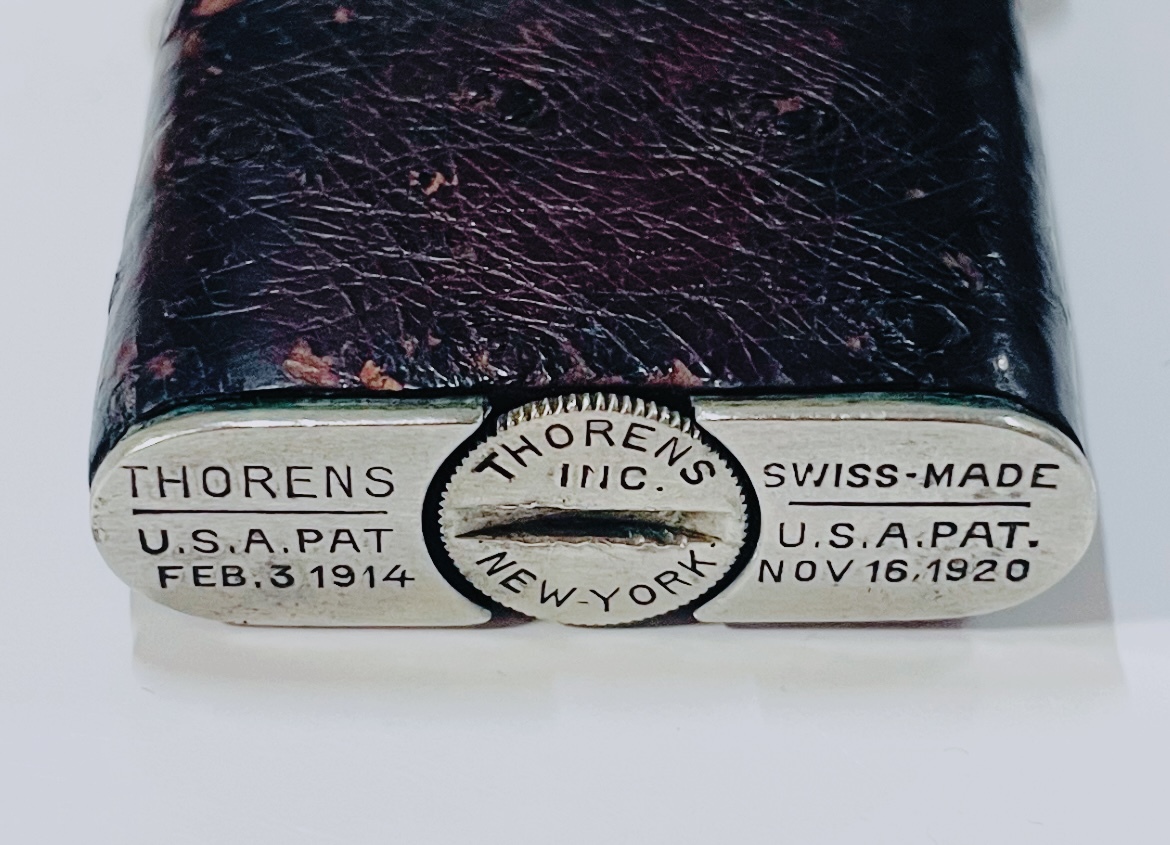 THORENS
U.S.A.PAT
FEB.3 1914
THORENS
INC.
NEW-YORK.
SWISS-MADE
U.S.A.PAT.
NOV 16,1920